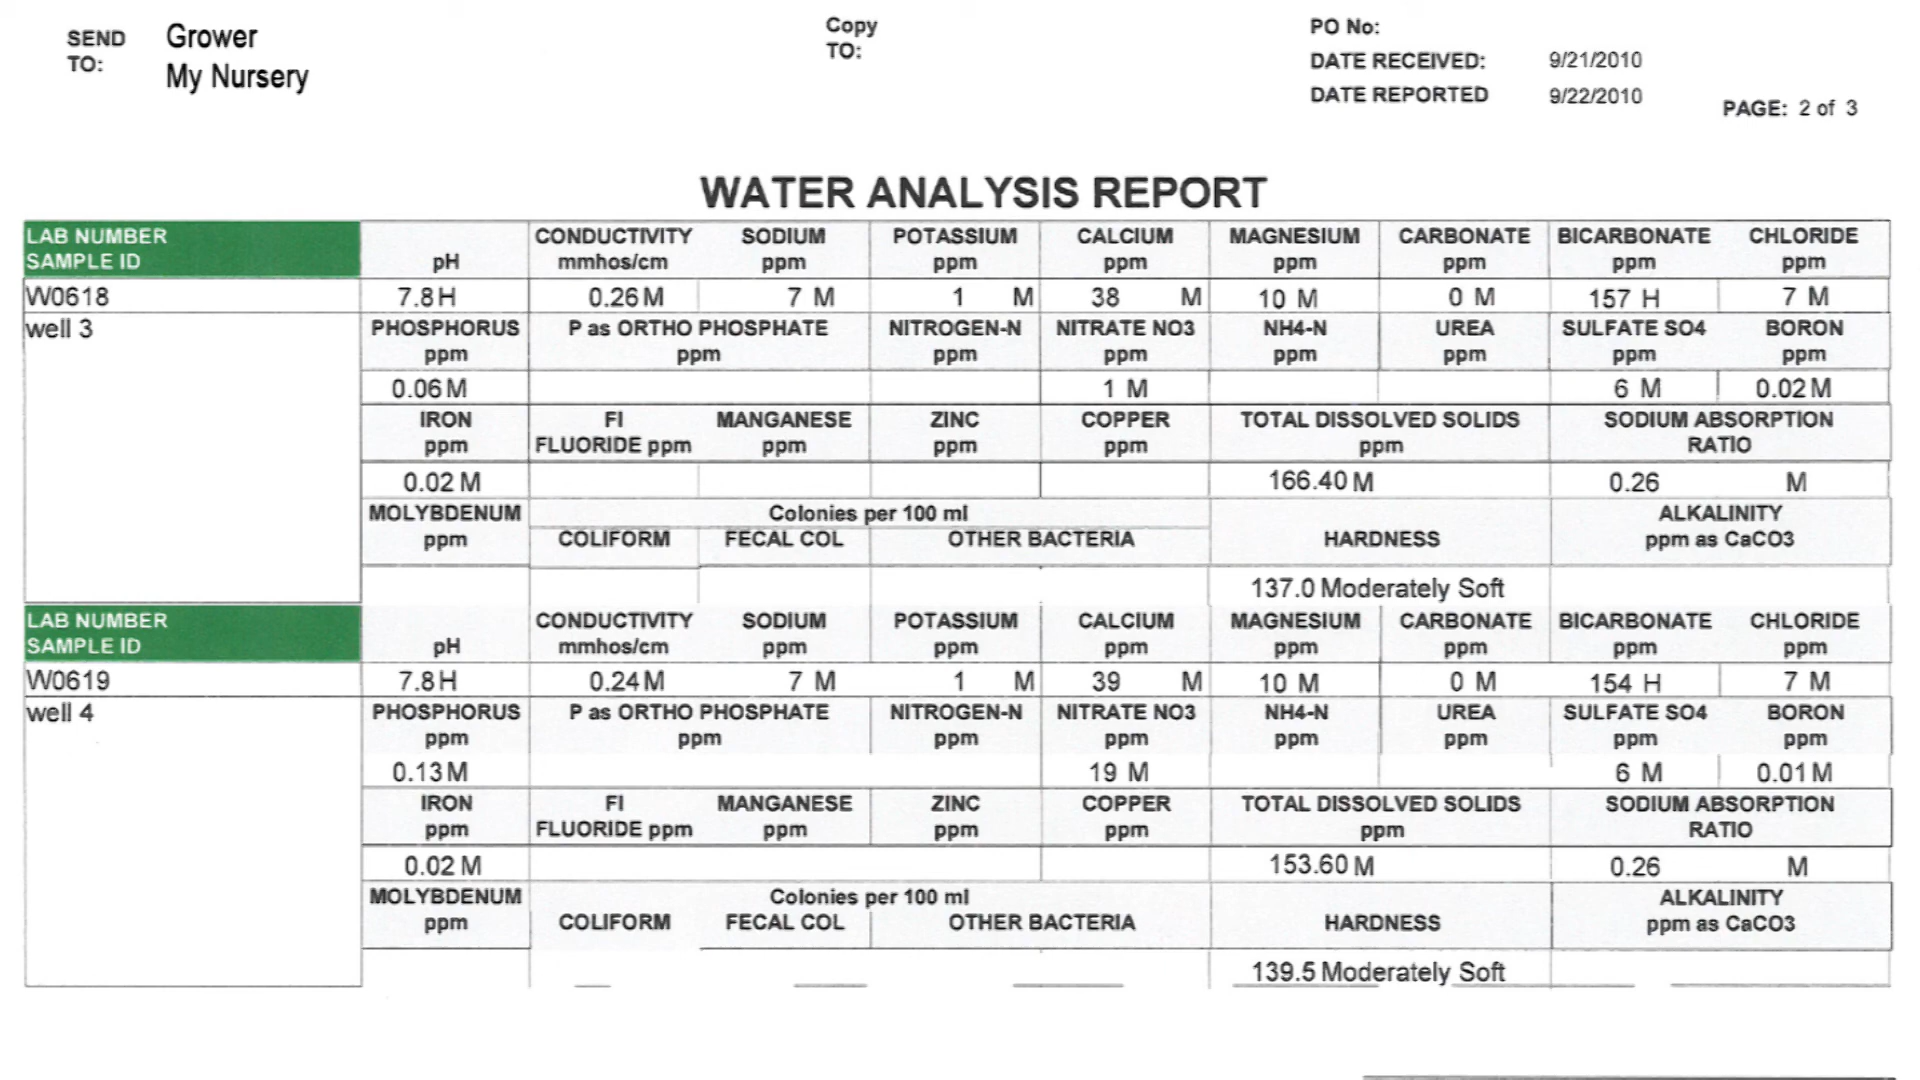 SEND TO: Grower
My Nursery
Copy TO:
PO No:
DATE RECEIVED: 9/21/2010
DATE REPORTED 9/22/2010
PAGE: 2 of 3
WATER ANALYSIS REPORT
LAB NUMBER CONDUCTIVITY SODIUM POTASSIUM CALCIUM MAGNESIUM CARBONATE BICARBONATE CHLORIDE
SAMPLE ID pH mmhos/cm ppm ppm ppm ppm ppm ppm ppm
W0618 7.8 H 0.26 M 7 M 1 M 38 M 10 M 0 M 157 H 7 M
well 3 PHOSPHORUS P as ORTHO PHOSPHATE NITROGEN-N NITRATE NO3 NH4-N UREA SULFATE SO4 BORON
ppm ppm ppm ppm ppm ppm ppm ppm
0.06 M 1 M 6 M 0.02 M
IRON FI MANGANESE ZINC COPPER TOTAL DISSOLVED SOLIDS SODIUM ABSORPTION
ppm FLUORIDE ppm ppm ppm ppm ppm RATIO
0.02 M 166.40 M 0.26 M
MOLYBDENUM Colonies per 100 ml ALKALINITY
ppm COLIFORM FECAL COL OTHER BACTERIA HARDNESS ppm as CaCO3
137.0 Moderately Soft
LAB NUMBER CONDUCTIVITY SODIUM POTASSIUM CALCIUM MAGNESIUM CARBONATE BICARBONATE CHLORIDE
SAMPLE ID pH mmhos/cm ppm ppm ppm ppm ppm ppm ppm
W0619 7.8 H 0.24 M 7 M 1 M 39 M 10 M 0 M 154 H 7 M
well 4 PHOSPHORUS P as ORTHO PHOSPHATE NITROGEN-N NITRATE NO3 NH4-N UREA SULFATE SO4 BORON
ppm ppm ppm ppm ppm ppm ppm ppm
0.13 M 19 M 6 M 0.01 M
IRON FI MANGANESE ZINC COPPER TOTAL DISSOLVED SOLIDS SODIUM ABSORPTION
ppm FLUORIDE ppm ppm ppm ppm ppm RATIO
0.02 M 153.60 M 0.26 M
MOLYBDENUM Colonies per 100 ml ALKALINITY
ppm COLIFORM FECAL COL OTHER BACTERIA HARDNESS ppm as CaCO3
139.5 Moderately Soft